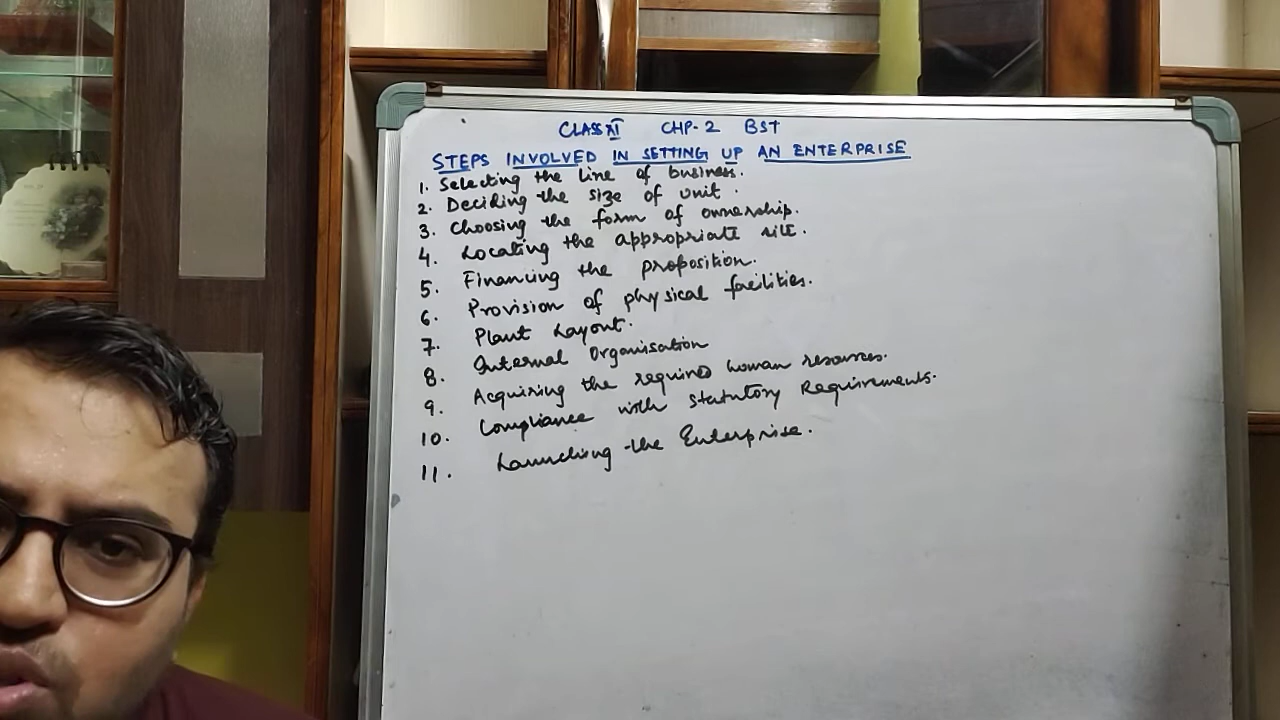 CLASS XI CHP-2 BST
STEPS INVOLVED IN SETTING UP AN ENTERPRISE
1. Selecting the line of business.
2. Deciding the size of unit.
3. Choosing the form of ownership.
4. Locating the appropriate site.
5. Financing the proposition.
6. Provision of physical facilities.
7. Plant Layout.
8. Internal Organisation
9. Acquiring the required human resources.
10. Compliance with statutory Requirements.
11. Launching the Enterprise.